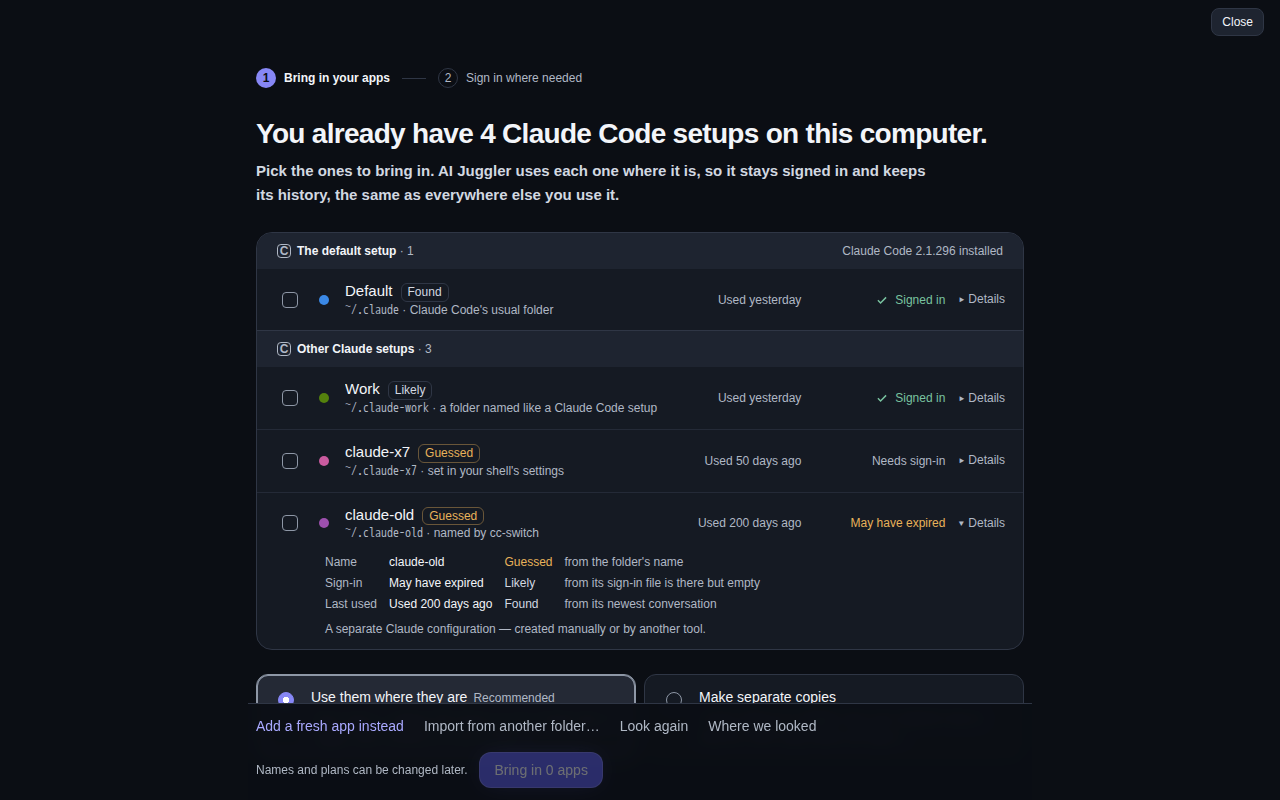 Close
1 Bring in your apps 2 Sign in where needed
You already have 4 Claude Code setups on this computer.
Pick the ones to bring in. AI Juggler uses each one where it is, so it stays signed in and keeps
its history, the same as everywhere else you use it.
C The default setup · 1 Claude Code 2.1.296 installed
Default Found
~/.claude · Claude Code's usual folder Used yesterday ✓ Signed in ▸ Details
C Other Claude setups · 3
Work Likely
~/.claude-work · a folder named like a Claude Code setup Used yesterday ✓ Signed in ▸ Details
claude-x7 Guessed
~/.claude-x7 · set in your shell's settings Used 50 days ago Needs sign-in ▸ Details
claude-old Guessed
~/.claude-old · named by cc-switch Used 200 days ago May have expired ▾ Details
Name claude-old Guessed from the folder's name
Sign-in May have expired Likely from its sign-in file is there but empty
Last used Used 200 days ago Found from its newest conversation
A separate Claude configuration — created manually or by another tool.
Use them where they are Recommended Make separate copies
Add a fresh app instead Import from another folder… Look again Where we looked
Names and plans can be changed later. Bring in 0 apps